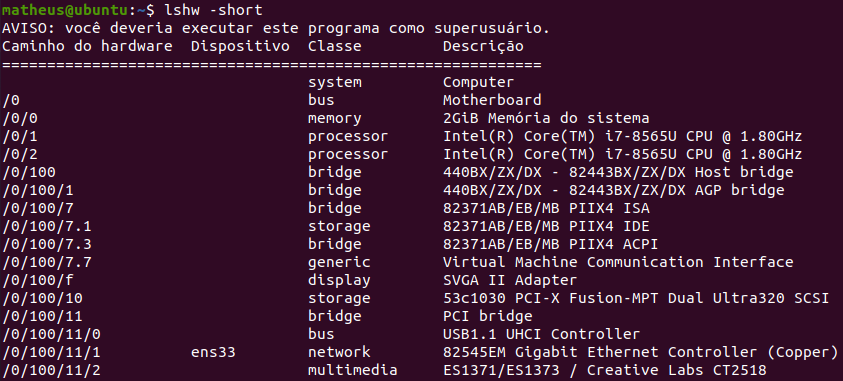 matheus@ubuntu:~$ lshw -short
AVISO: você deveria executar este programa como superusuário.
Caminho do hardware  Dispositivo  Classe         Descrição
============================================================
                                  system         Computer
/0                                bus            Motherboard
/0/0                              memory         2GiB Memória do sistema
/0/1                              processor      Intel(R) Core(TM) i7-8565U CPU @ 1.80GHz
/0/2                              processor      Intel(R) Core(TM) i7-8565U CPU @ 1.80GHz
/0/100                            bridge         440BX/ZX/DX - 82443BX/ZX/DX Host bridge
/0/100/1                          bridge         440BX/ZX/DX - 82443BX/ZX/DX AGP bridge
/0/100/7                          bridge         82371AB/EB/MB PIIX4 ISA
/0/100/7.1                        storage        82371AB/EB/MB PIIX4 IDE
/0/100/7.3                        bridge         82371AB/EB/MB PIIX4 ACPI
/0/100/7.7                        generic        Virtual Machine Communication Interface
/0/100/f                          display        SVGA II Adapter
/0/100/10                         storage        53c1030 PCI-X Fusion-MPT Dual Ultra320 SCSI
/0/100/11                         bridge         PCI bridge
/0/100/11/0                       bus            USB1.1 UHCI Controller
/0/100/11/1          ens33        network        82545EM Gigabit Ethernet Controller (Copper)
/0/100/11/2                       multimedia     ES1371/ES1373 / Creative Labs CT2518